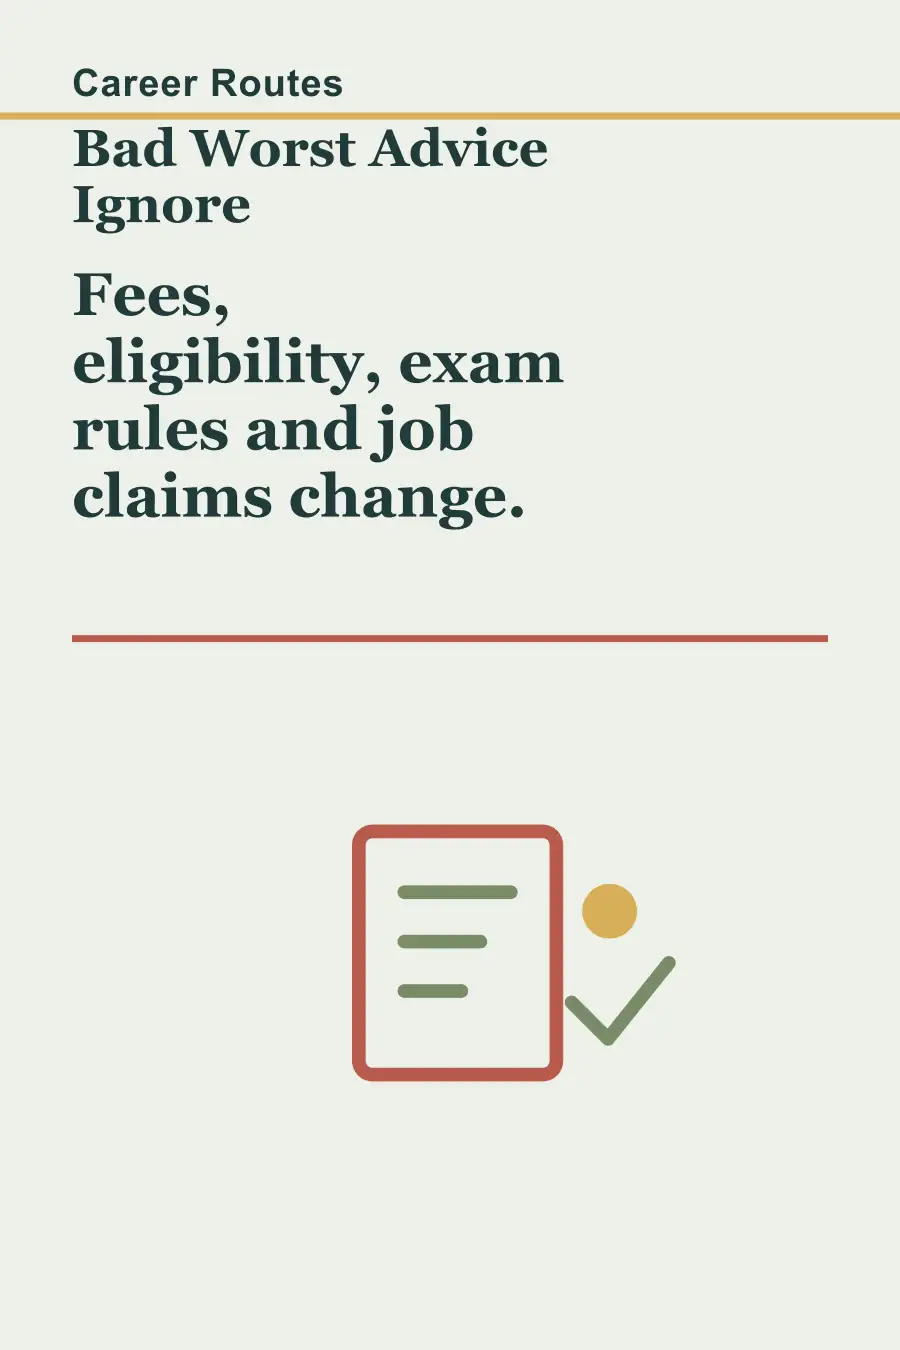 Career Routes
Bad Worst Advice
Ignore
Fees,
eligibility, exam
rules and job
claims change.